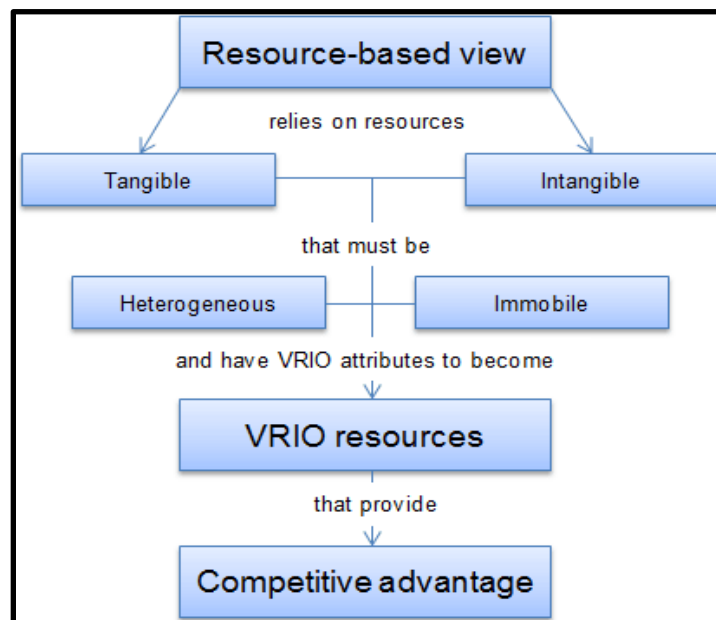 Resource-based view
relies on resources
Tangible
Intangible
that must be
Heterogeneous
Immobile
and have VRIO attributes to become
VRIO resources
that provide
Competitive advantage